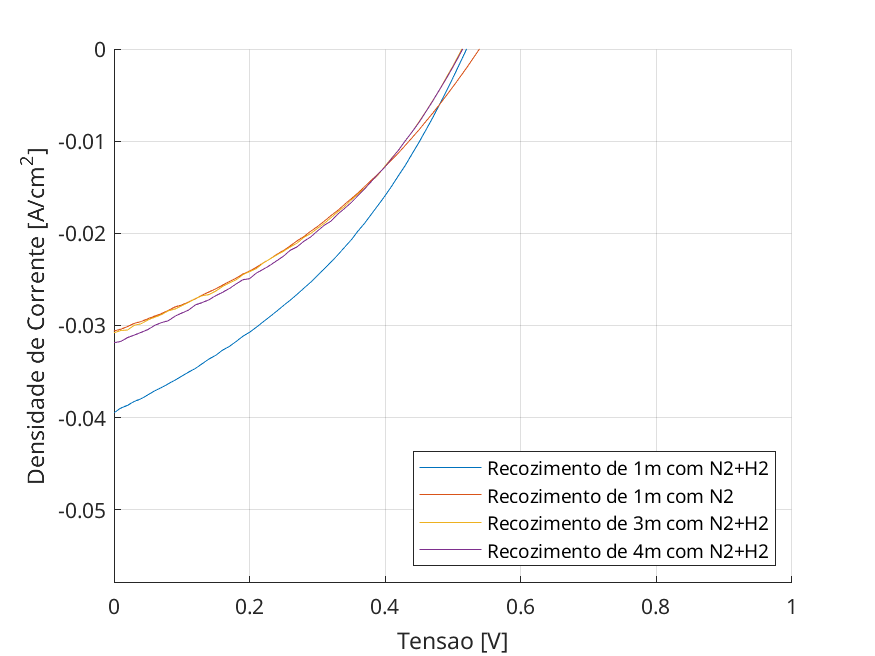 0
-0.01
-0.02
-0.03
-0.04
-0.05
Densidade de Corrente [A/cm²]
0
0.2
0.4
0.6
0.8
1
Tensao [V]
Recozimento de 1m com N2+H2
Recozimento de 1m com N2
Recozimento de 3m com N2+H2
Recozimento de 4m com N2+H2